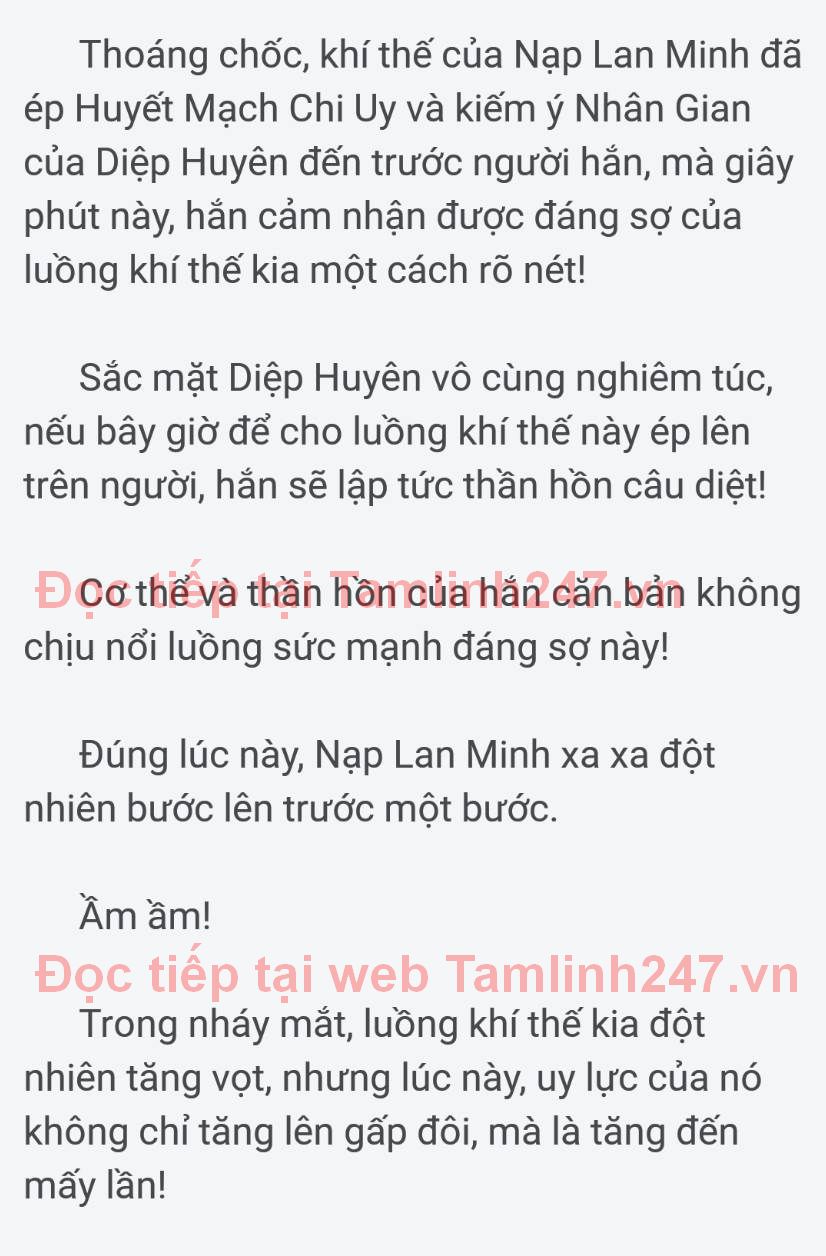 Thoáng chốc, khí thế của Nạp Lan Minh đã
ép Huyết Mạch Chi Uy và kiếm ý Nhân Gian
của Diệp Huyên đến trước người hắn, mà giây
phút này, hắn cảm nhận được đáng sợ của
luồng khí thế kia một cách rõ nét!
Sắc mặt Diệp Huyên vô cùng nghiêm túc,
nếu bây giờ để cho luồng khí thế này ép lên
trên người, hắn sẽ lập tức thần hồn câu diệt!
Đọc tiếp tại Tamlinh247.vn
Cơ thể và thần hồn của hắn căn bản không
chịu nổi luồng sức mạnh đáng sợ này!
Đúng lúc này, Nạp Lan Minh xa xa đột
nhiên bước lên trước một bước.
Ầm ầm!
Đọc tiếp tại web Tamlinh247.vn
Trong nháy mắt, luồng khí thế kia đột
nhiên tăng vọt, nhưng lúc này, uy lực của nó
không chỉ tăng lên gấp đôi, mà là tăng đến
mấy lần!